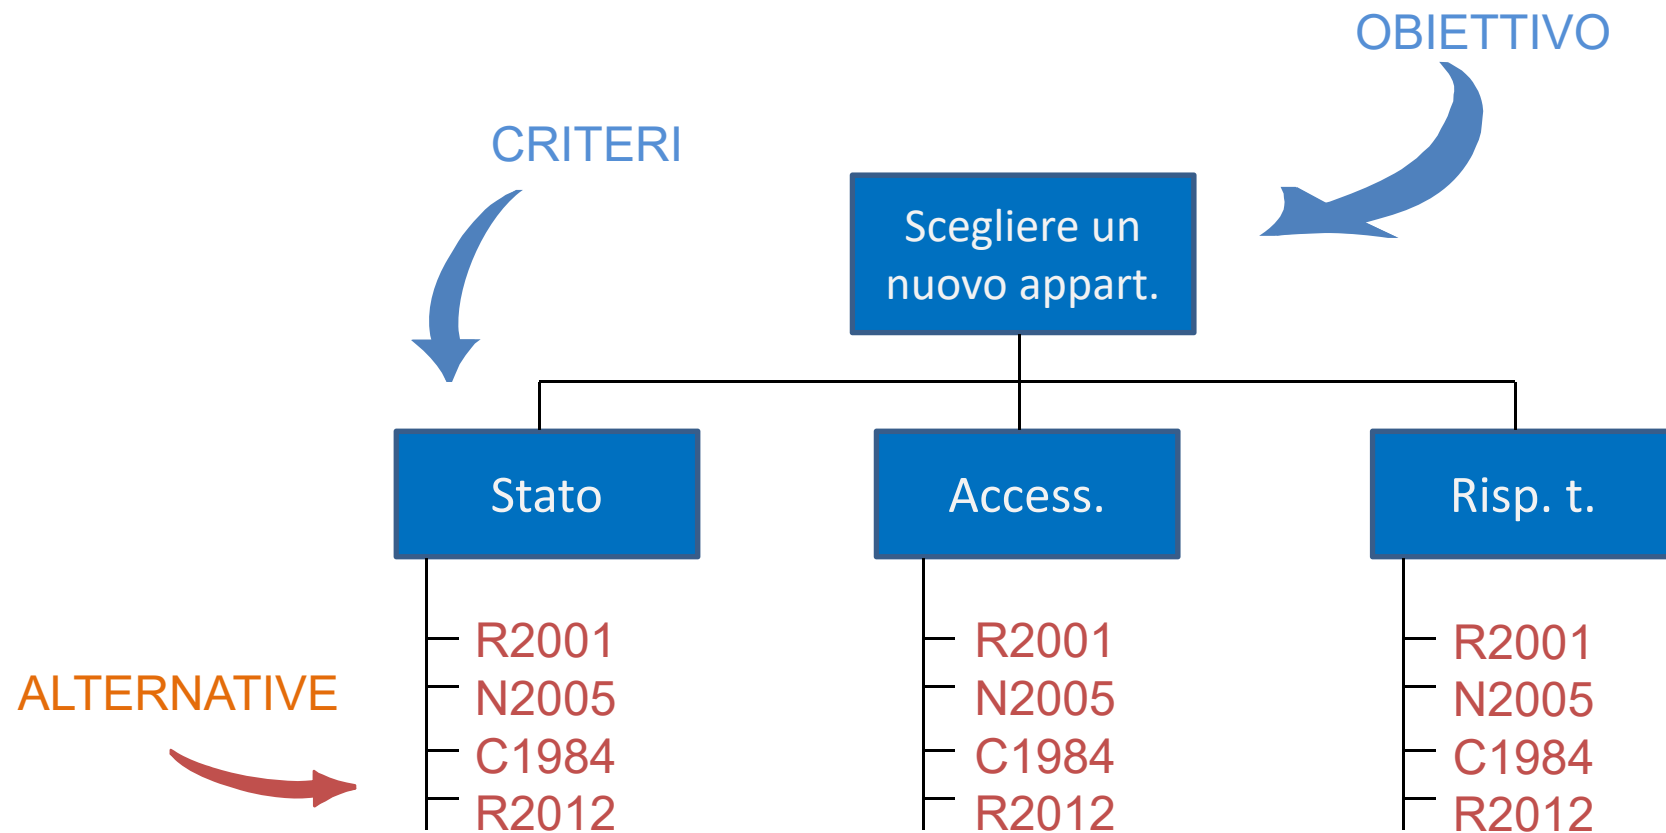 OBIETTIVO
CRITERI
Scegliere un
nuovo appart.
Stato
Access.
Risp. t.
ALTERNATIVE
R2001
N2005
C1984
R2012
R2001
N2005
C1984
R2012
R2001
N2005
C1984
R2012